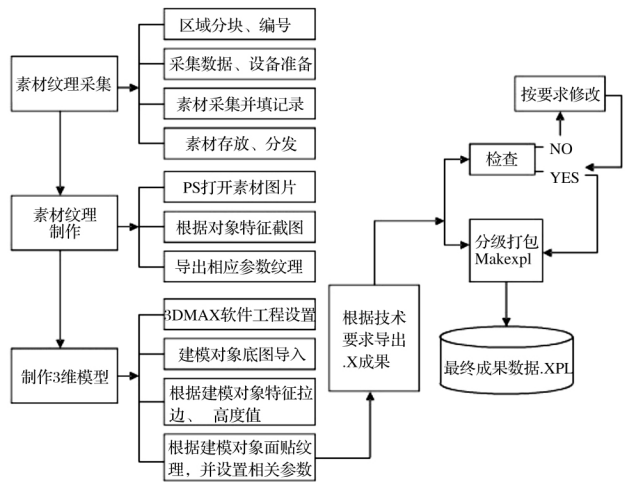 素材纹理采集
区域分块、编号
采集数据、设备准备
素材采集并填记录
素材存放、分发
素材纹理
制作
PS打开素材图片
根据对象特征截图
导出相应参数纹理
制作3维模型
3DMAX软件工程设置
建模对象底图导入
根据建模对象特征拉
边、 高度值
根据建模对象面贴纹
理，并设置相关参数
根据技术
要求导出
.X成果
按要求修改
检查
NO
YES
分级打包
Makexpl
最终成果数据.XPL